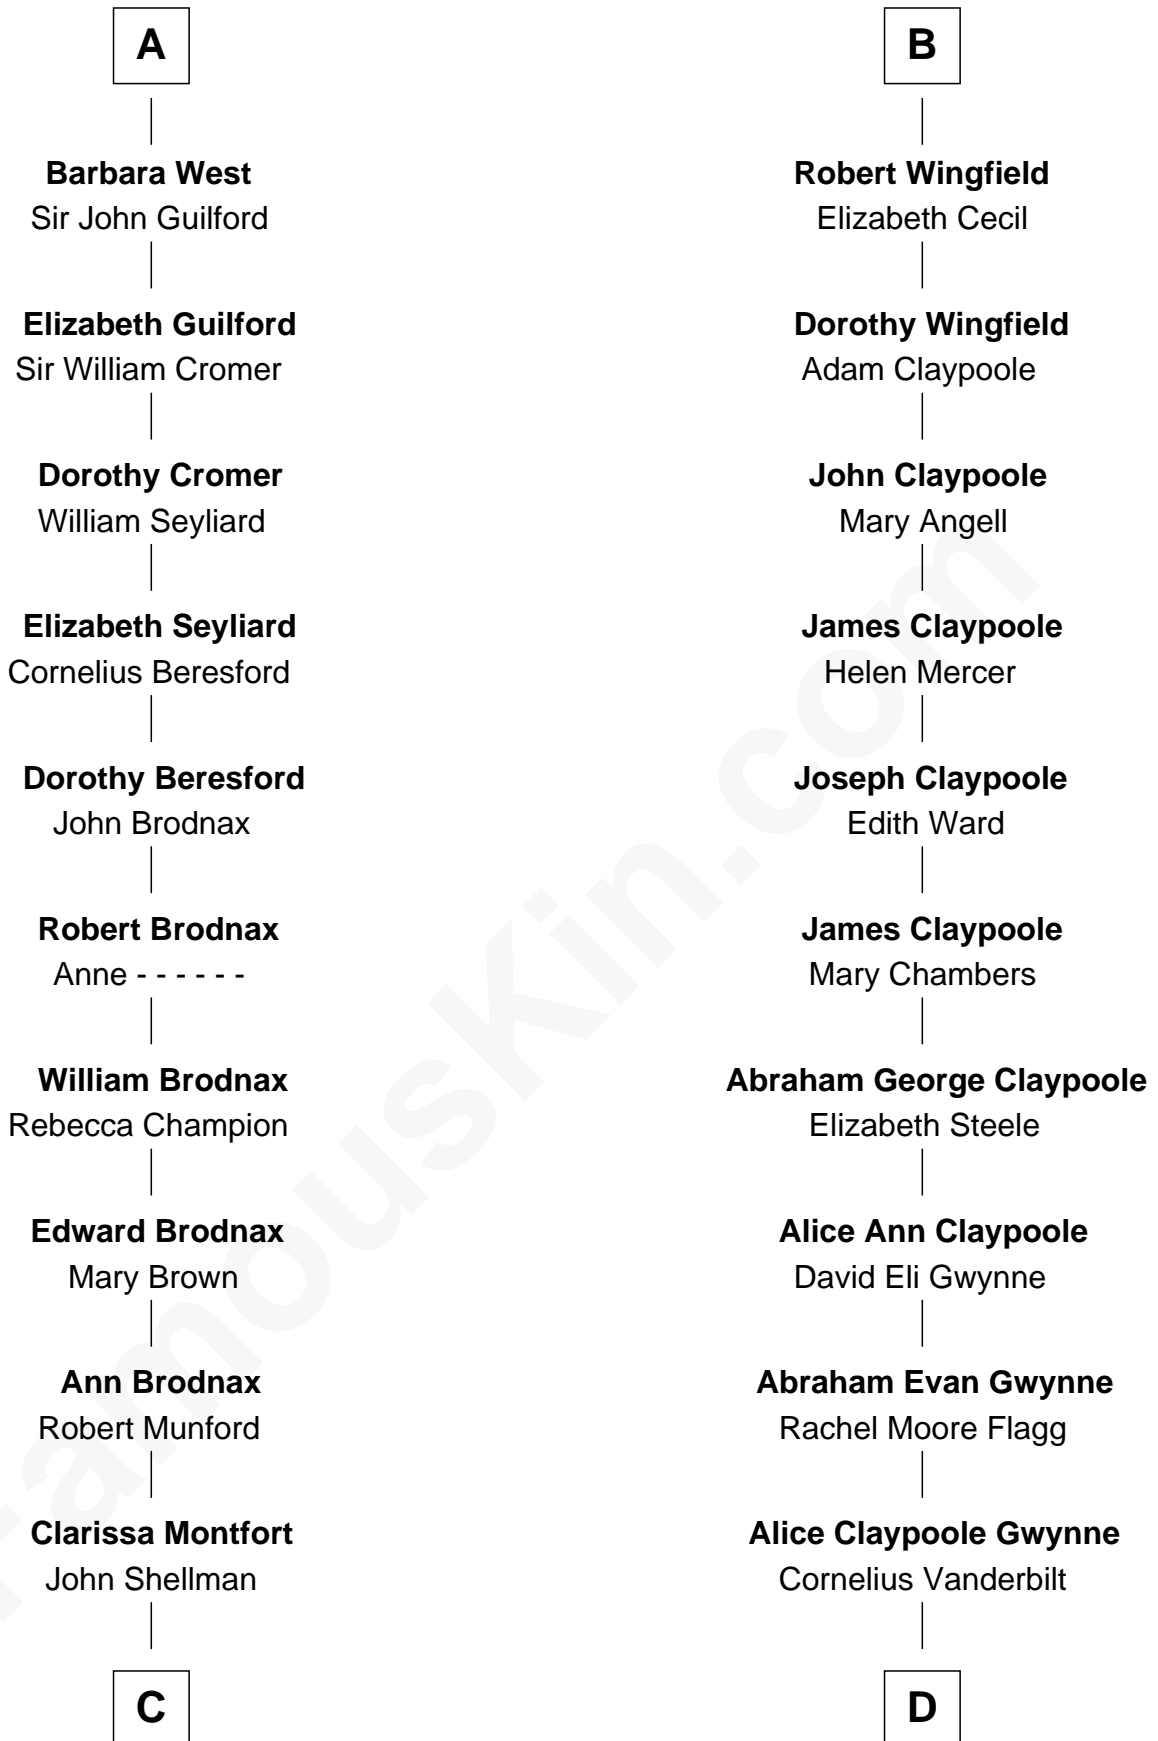 A
Barbara West
Sir John Guilford
Elizabeth Guilford
Sir William Cromer
Dorothy Cromer
William Seyliard
Elizabeth Seyliard
Cornelius Beresford
Dorothy Beresford
John Brodnax
Robert Brodnax
Anne - - - - - -
William Brodnax
Rebecca Champion
Edward Brodnax
Mary Brown
Ann Brodnax
Robert Munford
Clarissa Montfort
John Shellman
C
B
Robert Wingfield
Elizabeth Cecil
Dorothy Wingfield
Adam Claypoole
John Claypoole
Mary Angell
James Claypoole
Helen Mercer
Joseph Claypoole
Edith Ward
James Claypoole
Mary Chambers
Abraham George Claypoole
Elizabeth Steele
Alice Ann Claypoole
David Eli Gwynne
Abraham Evan Gwynne
Rachel Moore Flagg
Alice Claypoole Gwynne
Cornelius Vanderbilt
D
FamousKin.com